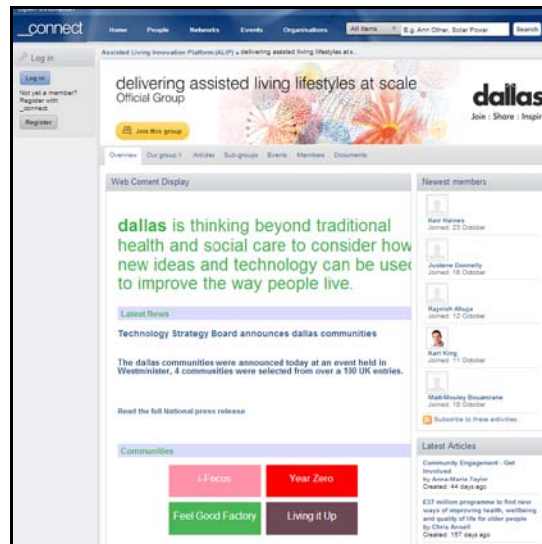 _connect
Home People Networks Events Organisations
All Items
E.g. Ann Other, Solar Power
Search
Log in
Log in
Not yet a member?
Register with
_connect.
Register
Assisted Living Innovation Platform (ALIP) » delivering assisted living lifestyles at s...
delivering assisted living lifestyles at scale
Official Group
Join this group
dallas
Join : Share : Inspir
Overview Our group Articles Sub-groups Events Members Documents
Web Content Display
dallas is thinking beyond traditional
health and social care to consider how
new ideas and technology can be used
to improve the way people live.
Latest News
Technology Strategy Board announces dallas communities
The dallas communities were announced today at an event held in
Westminister, 4 communities were selected from over a 100 UK entries.
Read the full National press release
Communities
i-Focus
Year Zero
Feel Good Factory
Living it Up
Newest members
Kerr Haines
Joined: 23 October
Justene Donnelly
Joined: 16 October
Rajnish Ahuja
Joined: 12 October
Karl King
Joined: 11 October
Matt-Mouley Bouamrane
Joined: 10 October
Subscribe to these activities
Latest Articles
Community Engagement - Get
Involved
by Anna-Marie Taylor
Created: 44 days ago
£37 million programme to find new
ways of improving health, wellbeing
and quality of life for older people
by Chris Ansell
Created: 157 days ago